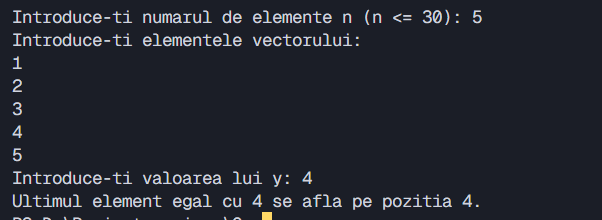 Introduce-ti numarul de elemente n (n <= 30): 5
Introduce-ti elementele vectorului:
1
2
3
4
5
Introduce-ti valoarea lui y: 4
Ultimul element egal cu 4 se afla pe pozitia 4.